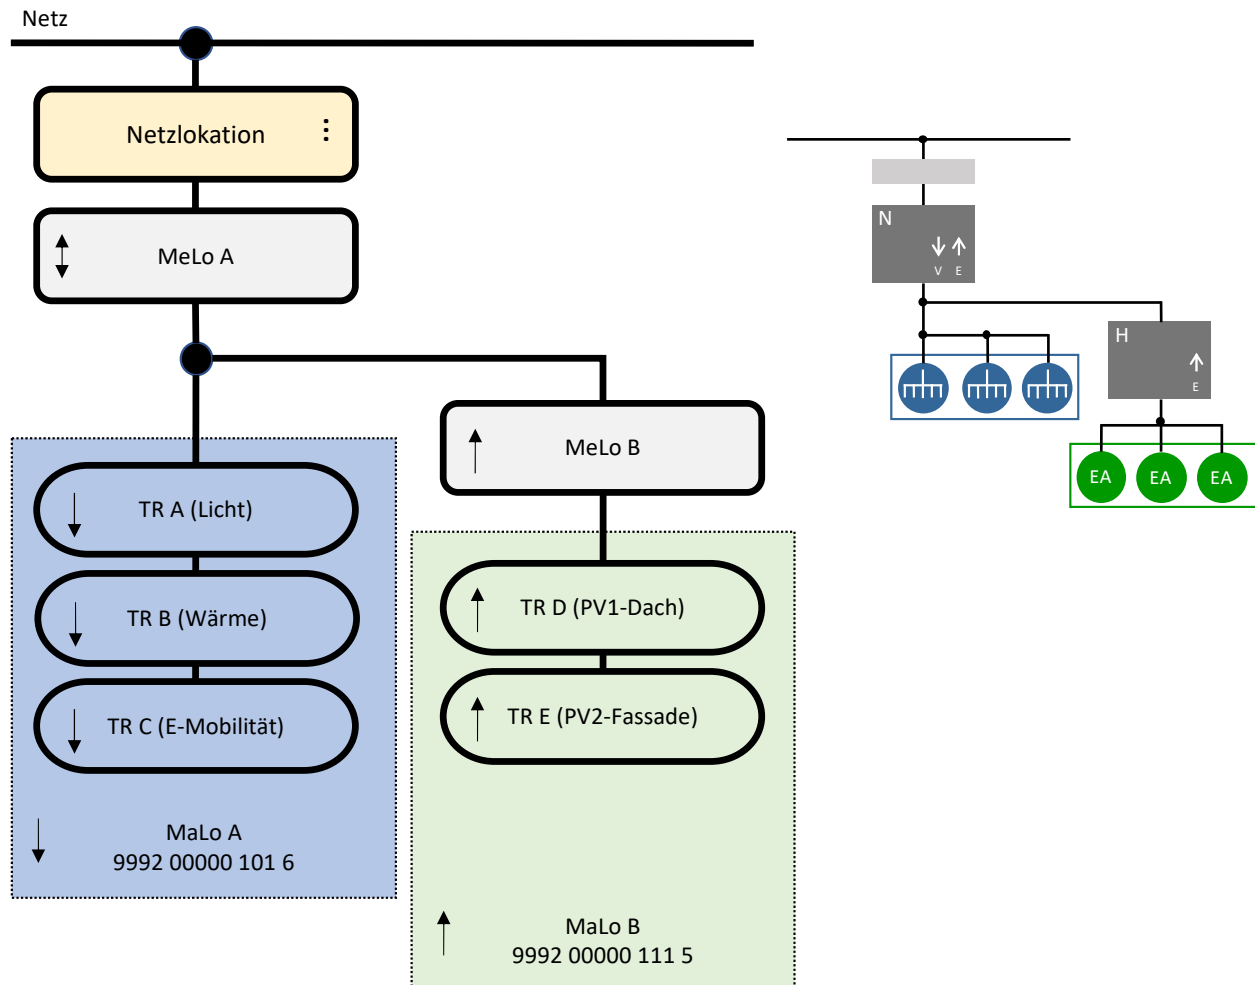 Netz
Netzlokation
MeLo A
MeLo B
TR A (Licht)
TR B (Wärme)
TR C (E-Mobilität)
MaLo A
9992 00000 101 6
TR D (PV1-Dach)
TR E (PV2-Fassade)
MaLo B
9992 00000 111 5
N
V E
H
E
EA EA EA